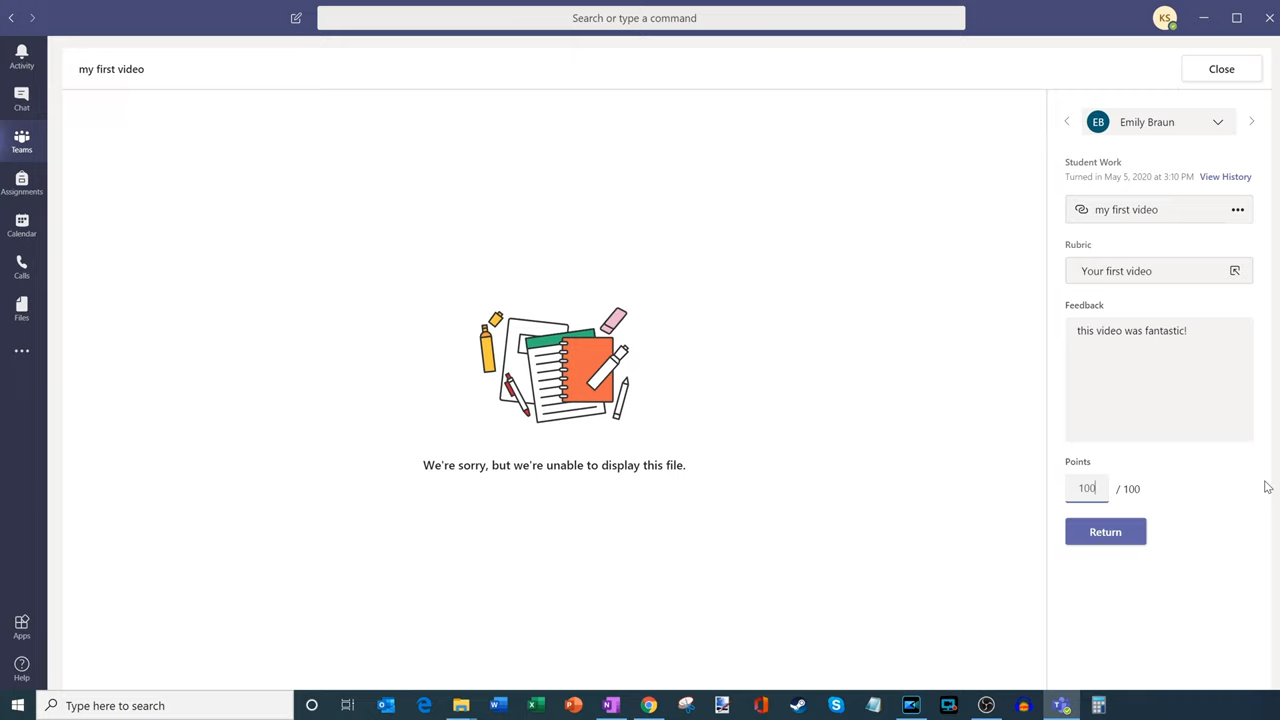 Search or type a command
KS
Activity
Chat
Teams
Assignments
Calendar
Calls
Files
Apps
Help
my first video
Close
We're sorry, but we're unable to display this file.
EB
Emily Braun
Student Work
Turned in May 5, 2020 at 3:10 PM View History
my first video
Rubric
Your first video
Feedback
this video was fantastic!
Points
100 / 100
Return
Type here to search